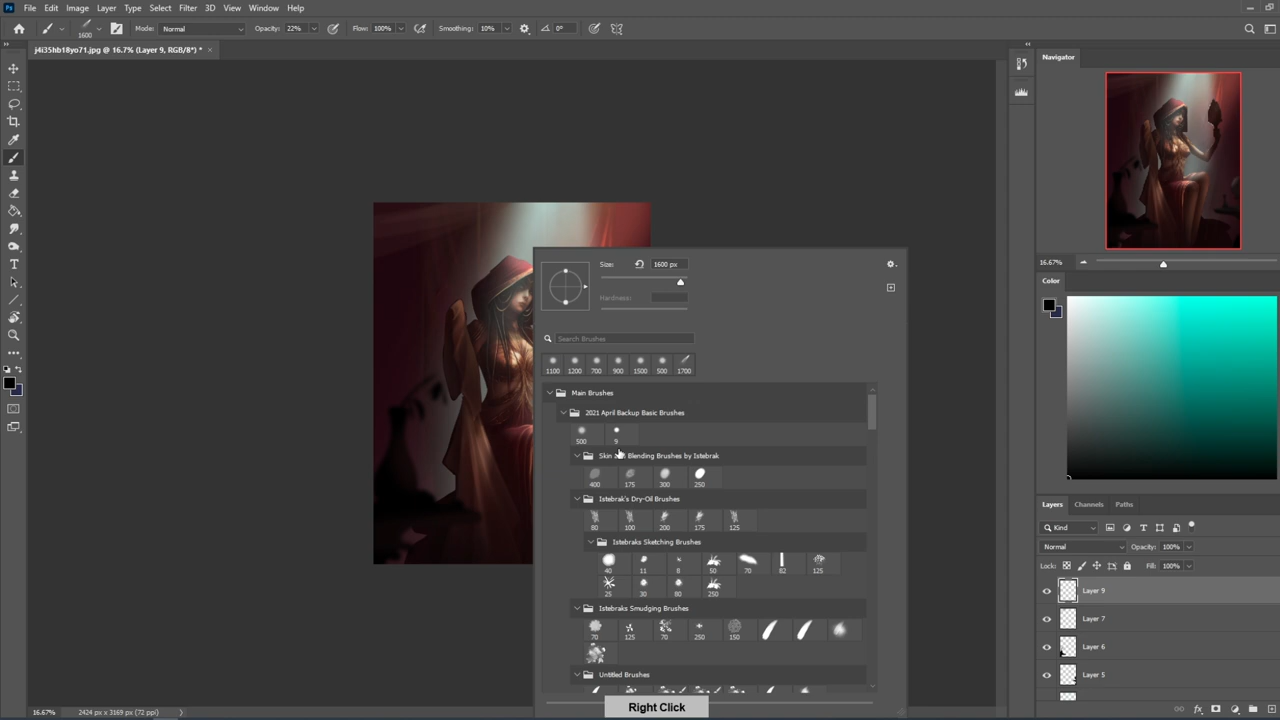 Ps File Edit Image Layer Type Select Filter 3D View Window Help
1600 Mode: Normal Opacity: 22% Flow: 100% Smoothing: 10% 0°
j4i35hb18yo71.jpg @ 16.7% (Layer 9, RGB/8*) * ×
Navigator
16.67%
Size: 1600 px
Hardness:
Color
Search Brushes
1100 1200 700 900 1500 500 1700
Main Brushes
2021 April Backup Basic Brushes
500 9
Skin a Blending Brushes by Istebrak
400 175 300 250
Istebrak's Dry-Oil Brushes
80 100 200 175 125
Istebraks Sketching Brushes
40 11 8 50 70 82 125
25 30 80 250
Istebraks Smudging Brushes
70 125 70 250 150
Untitled Brushes
Layers Channels Paths
Kind
Normal Opacity: 100%
Lock: Fill: 100%
Layer 9
Layer 7
Layer 6
Layer 5
Right Click
16.67% 2424 px x 3169 px (72 ppi)